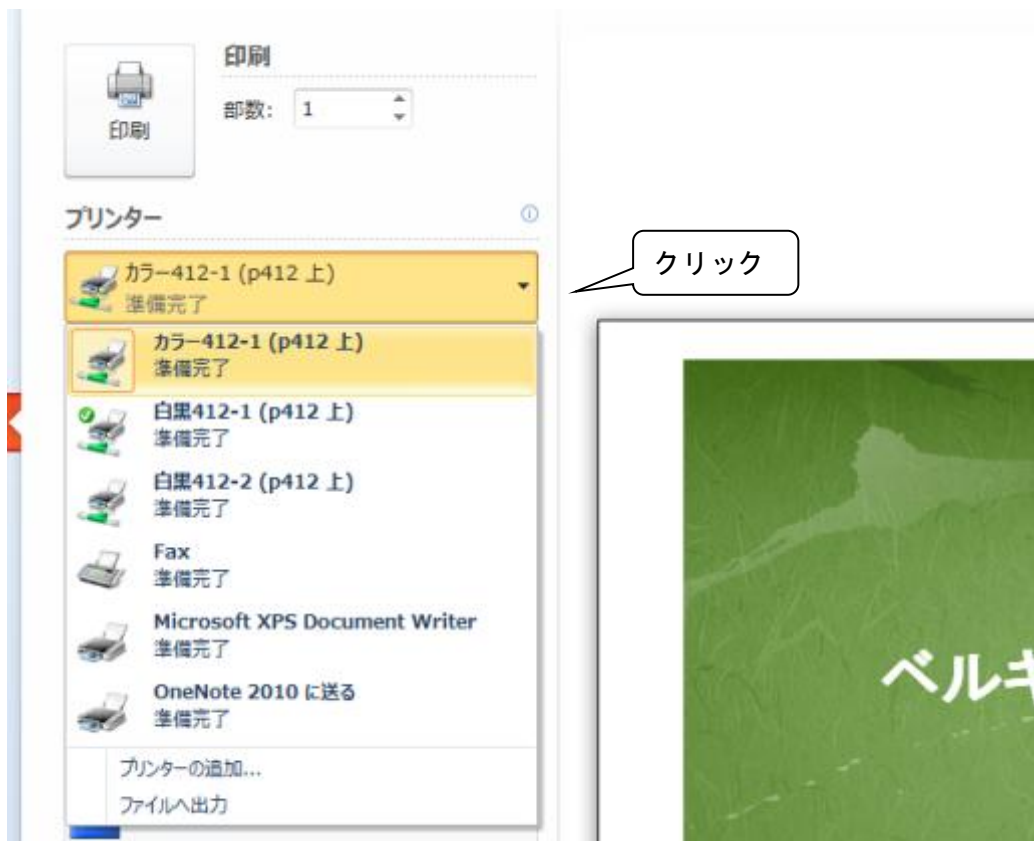 印刷
印刷
部数: 1
プリンター
カラー412-1 (p412 上)
準備完了
クリック
カラー412-1 (p412 上)
準備完了
白黒412-1 (p412 上)
準備完了
白黒412-2 (p412 上)
準備完了
Fax
準備完了
Microsoft XPS Document Writer
準備完了
OneNote 2010 に送る
準備完了
プリンターの追加...
ファイルへ出力
ベルギ